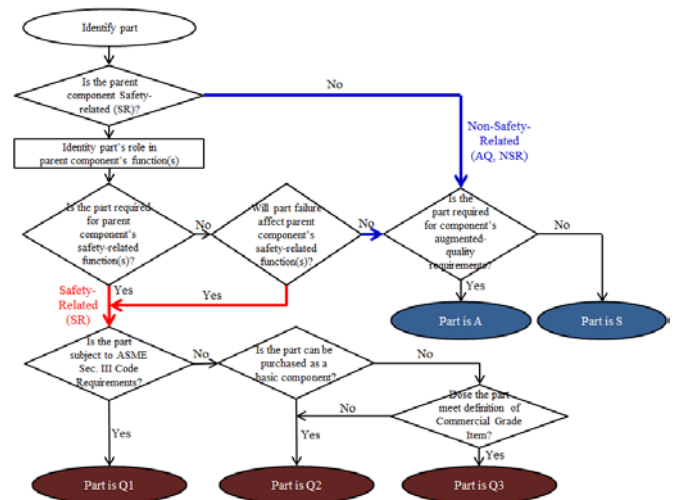 Identify part
Is the parent
component Safety-
related (SR)?
No
Non-Safety-
Related
(AQ, NSR)
Identity part's role in
parent component's function(s)
Is the part required
for parent
component's
safety-related
function(s)?
No
Will part failure
affect parent
component's
safety-related
function(s)?
No
Is the
part required
for component's
augmented-
quality
requirements?
No
Yes
Yes
Yes
Safety-
Related
(SR)
Part is A
Part is S
Is the part
subject to ASME
Sec. III Code
Requirements?
No
Is the part can be
purchased as a
basic component?
No
Dose the part
meet definition of
Commercial Grade
Item?
No
Yes
Yes
Yes
Part is Q1
Part is Q2
Part is Q3